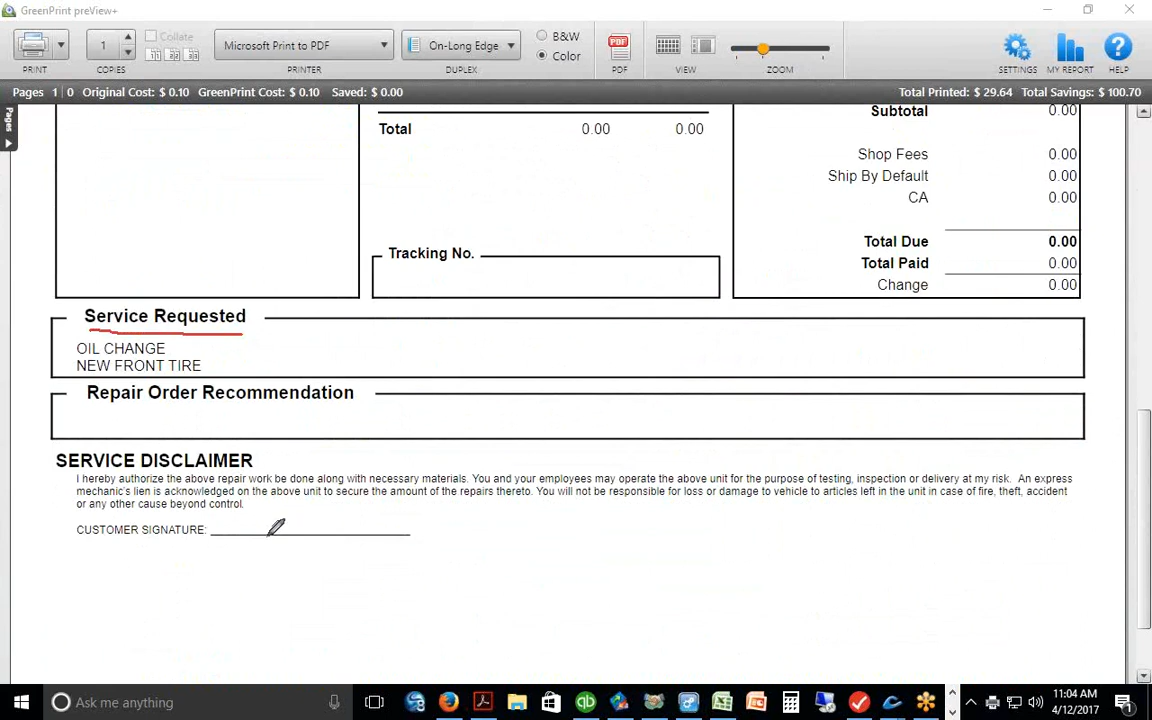 GreenPrint preView+
1
Collate
Microsoft Print to PDF
On-Long Edge
B&W
Color
PRINT
COPIES
PRINTER
DUPLEX
PDF
VIEW
ZOOM
SETTINGS
MY REPORT
HELP
Pages 1 | 0 Original Cost: $ 0.10 GreenPrint Cost: $ 0.10 Saved: $ 0.00 Total Printed: $ 29.64 Total Savings: $ 100.70
Pages
Subtotal 0.00
Total 0.00 0.00
Shop Fees 0.00
Ship By Default 0.00
CA 0.00
Total Due 0.00
Total Paid 0.00
Change 0.00
Tracking No.
Service Requested
OIL CHANGE
NEW FRONT TIRE
Repair Order Recommendation
SERVICE DISCLAIMER
I hereby authorize the above repair work be done along with necessary materials. You and your employees may operate the above unit for the purpose of testing, inspection or delivery at my risk. An express
mechanic's lien is acknowledged on the above unit to secure the amount of the repairs thereto. You will not be responsible for loss or damage to vehicle to articles left in the unit in case of fire, theft, accident
or any other cause beyond control.
CUSTOMER SIGNATURE:
Ask me anything
11:04 AM
4/12/2017